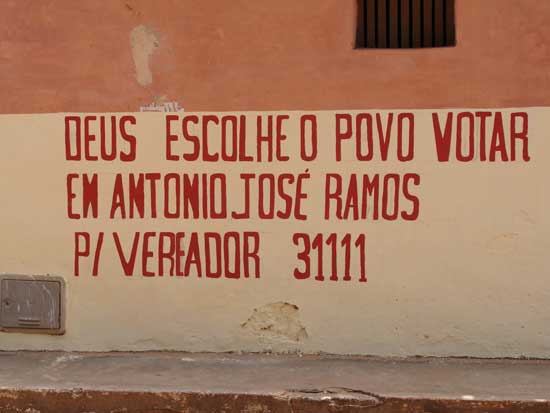 DEUS ESCOLHE O POVO VOTAR
EM ANTONIO JOSÉ RAMOS
P/ VEREADOR 31111